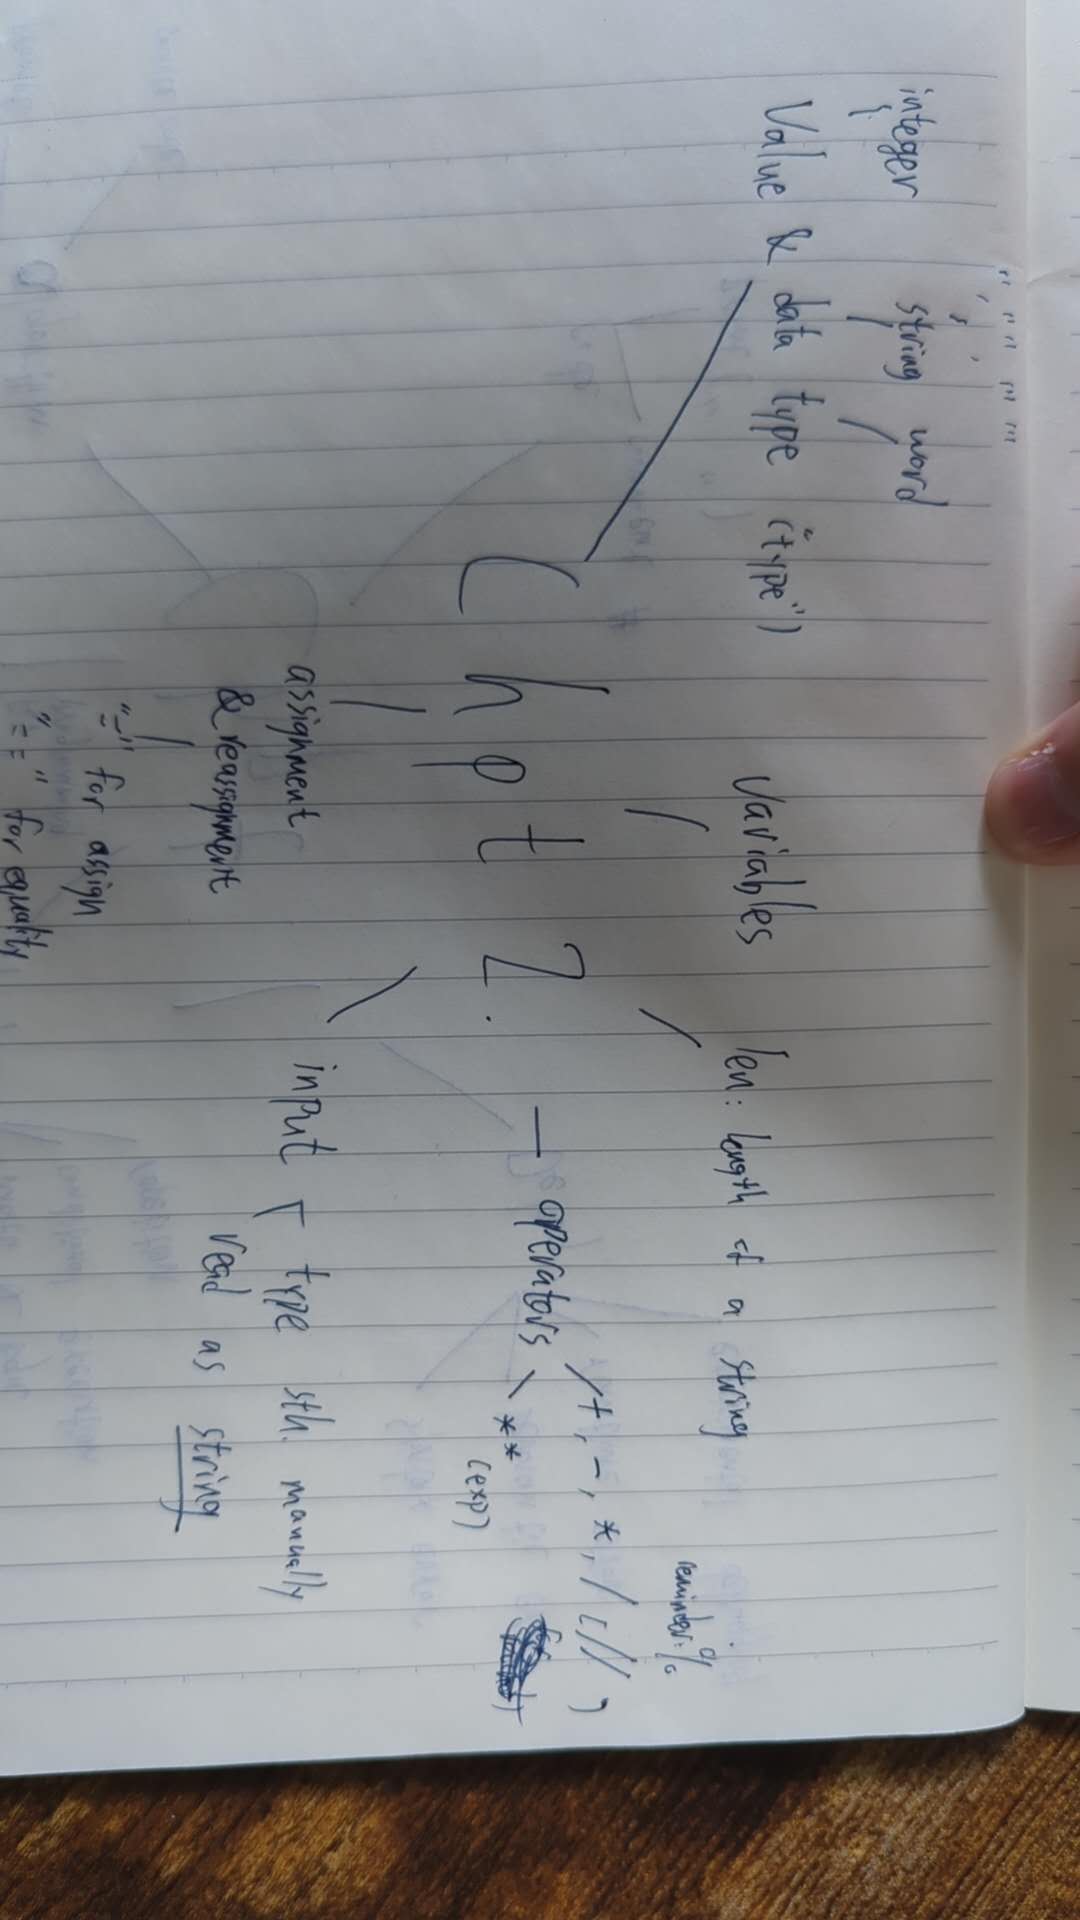 " " " " "' "'
' '
integer string word
Value & data type ("type")
Variables
len: length of a string
Chpt 2.
operators
+, -, *, / ( // )
reminder: %
**
(exp)
assignment
& reassignment
"=" for assign
"==" for equality
input
type sth. manually
read as string